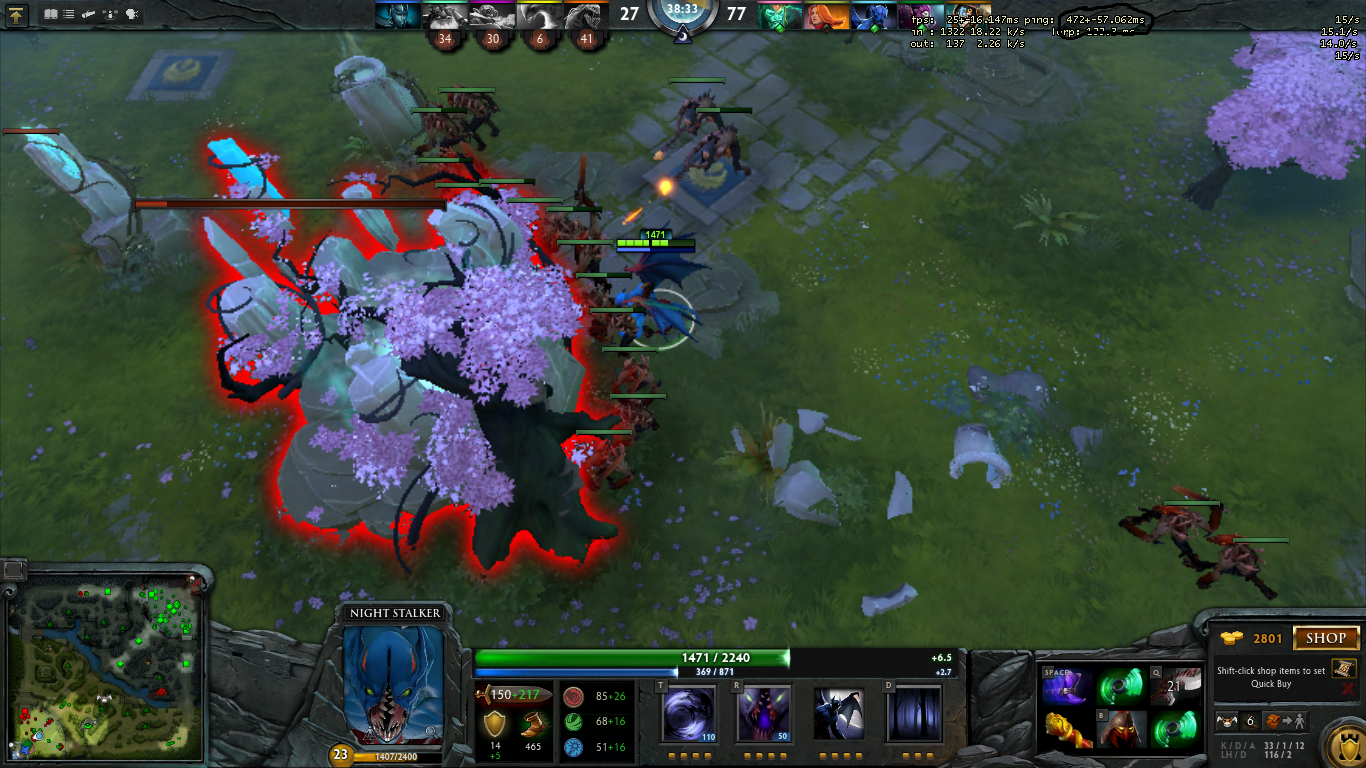 27 38:33 77
34 30 6 41
fps: 25+-16.147ms ping: 472+-57.062ms 15/s
in : 1322 18.22 k/s 15.1/s
out: 137 2.26 k/s 14.0/s
15/s
1471
NIGHT STALKER
23
1407/2400
1471 / 2240 +6.5
369 / 871 +2.7
150+217
14
+5
465
85+26
68+16
51+16
T
110
R
50
D
SPACE
Q
21
B
2801 SHOP
Shift-click shop items to set
Quick Buy
6
K / D / A 33 / 1 / 12
LH / D 116 / 2